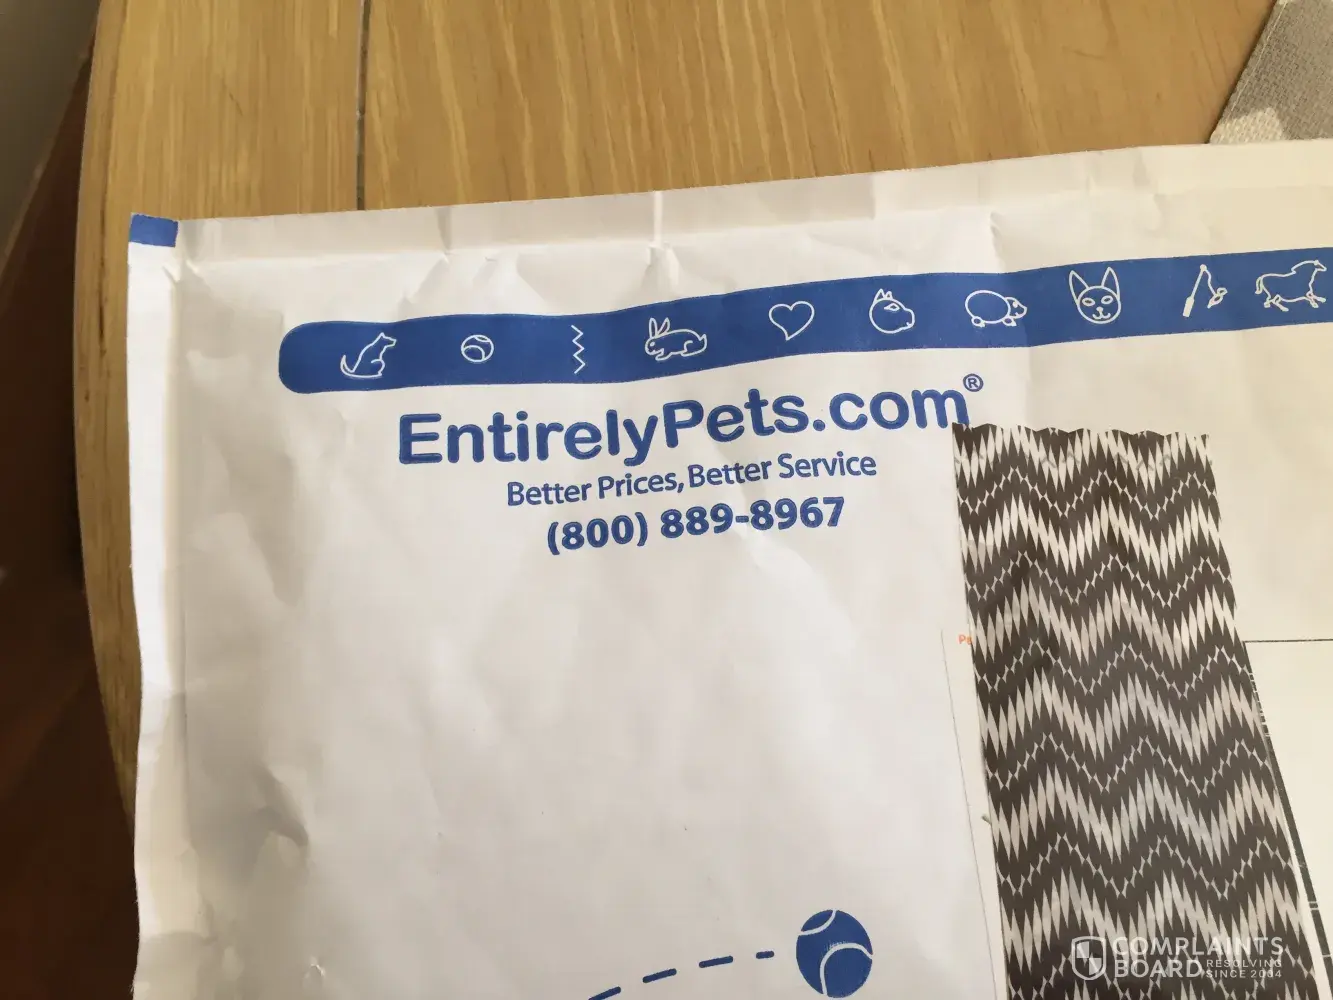 EntirelyPets.com®
Better Prices, Better Service
(800) 889-8967
COMPLAINTS
BOARD RESOLVING
SINCE 2004